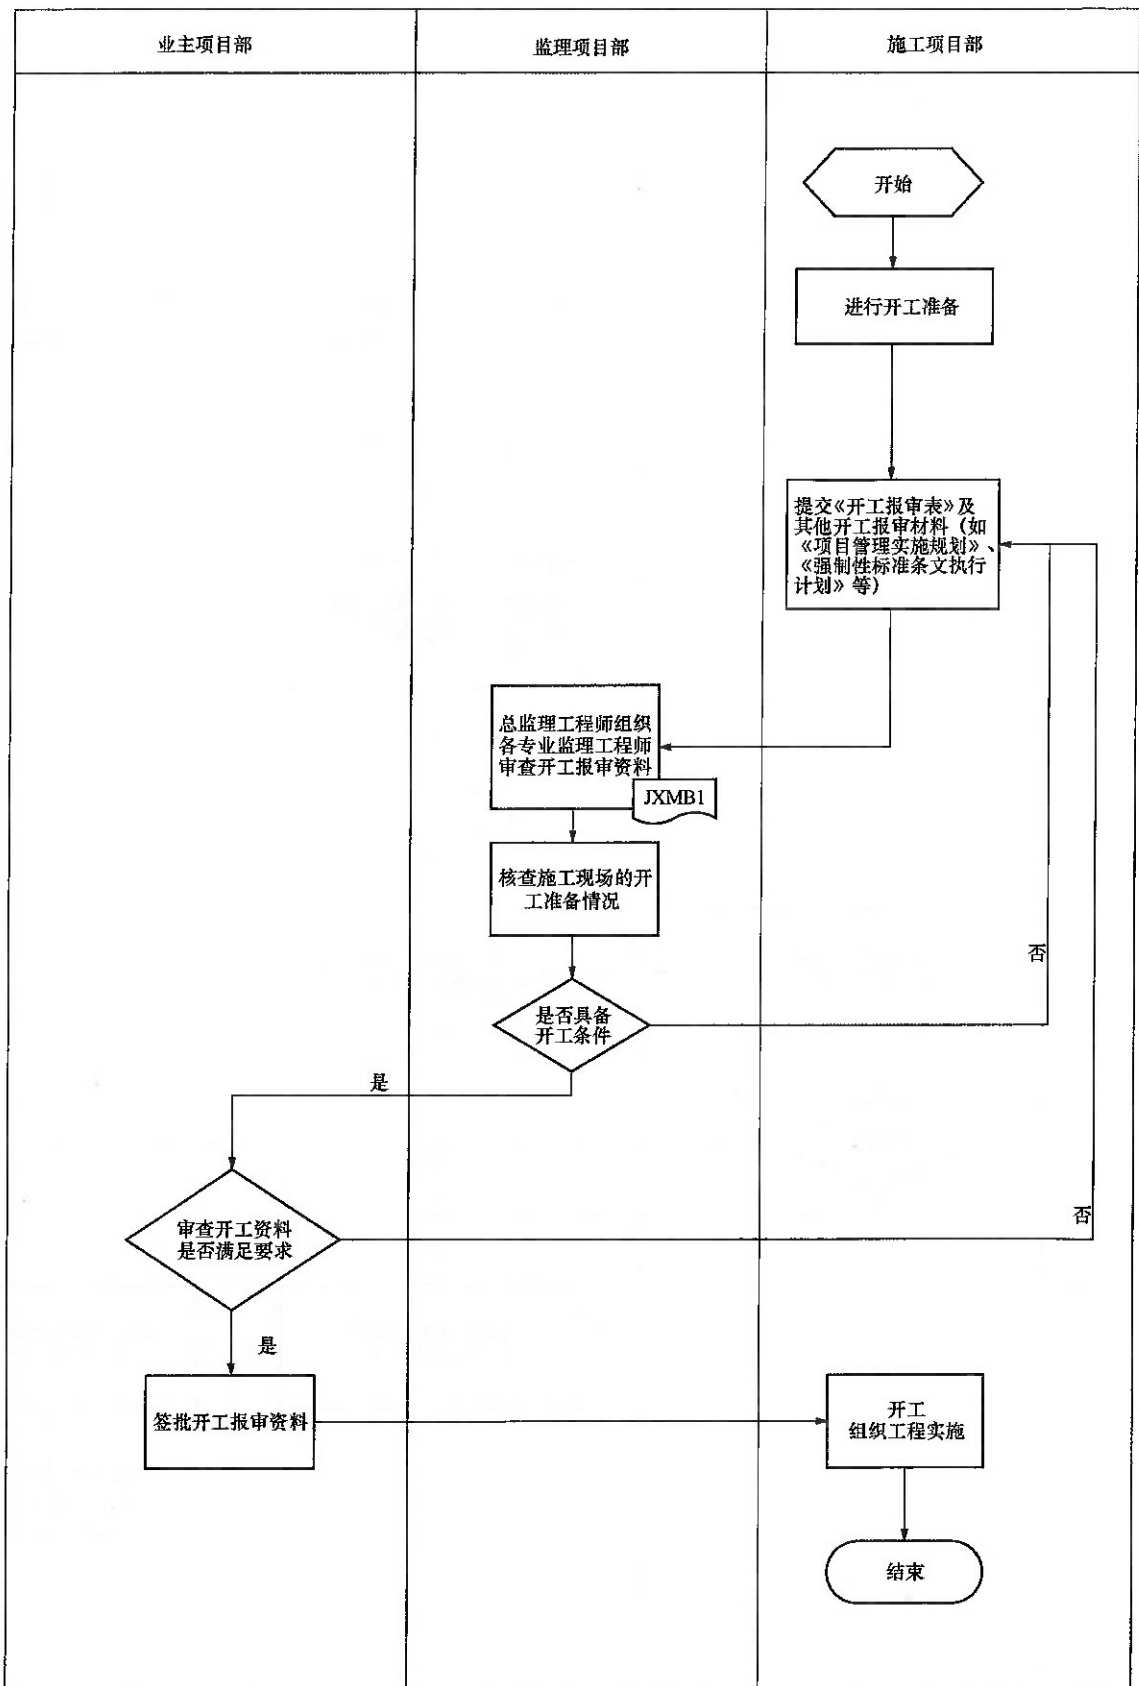 业主项目部
监理项目部
施工项目部
开始
进行开工准备
提交《开工报审表》及
其他开工报审材料（如
《项目管理实施规划》、
《强制性标准条文执行
计划》等）
总监理工程师组织
各专业监理工程师
审查开工报审资料
JXMB1
核查施工现场的开
工准备情况
否
是否具备
开工条件
是
否
审查开工资料
是否满足要求
是
签批开工报审资料
开工
组织工程实施
结束